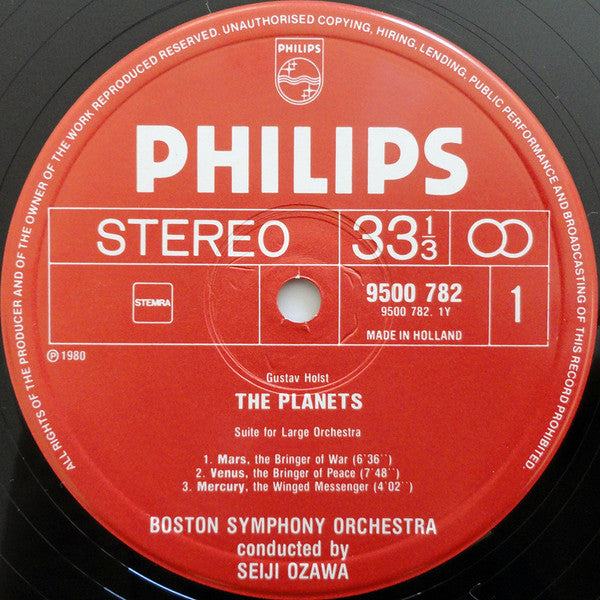 ALL RIGHTS OF THE PRODUCER AND OF THE OWNER OF THE WORK REPRODUCED RESERVED. UNAUTHORISED COPYING, HIRING, LENDING, PUBLIC PERFORMANCE AND BROADCASTING OF THIS RECORD PROHIBITED.
PHILIPS
PHILIPS
STEREO
33 1/3
STEMRA
9500 782
9500 782. 1Y
1
MADE IN HOLLAND
℗ 1980
Gustav Holst
THE PLANETS
Suite for Large Orchestra
1. Mars, the Bringer of War (6'36'')
2. Venus, the Bringer of Peace (7'48'')
3. Mercury, the Winged Messenger (4'02'')
BOSTON SYMPHONY ORCHESTRA
conducted by
SEIJI OZAWA